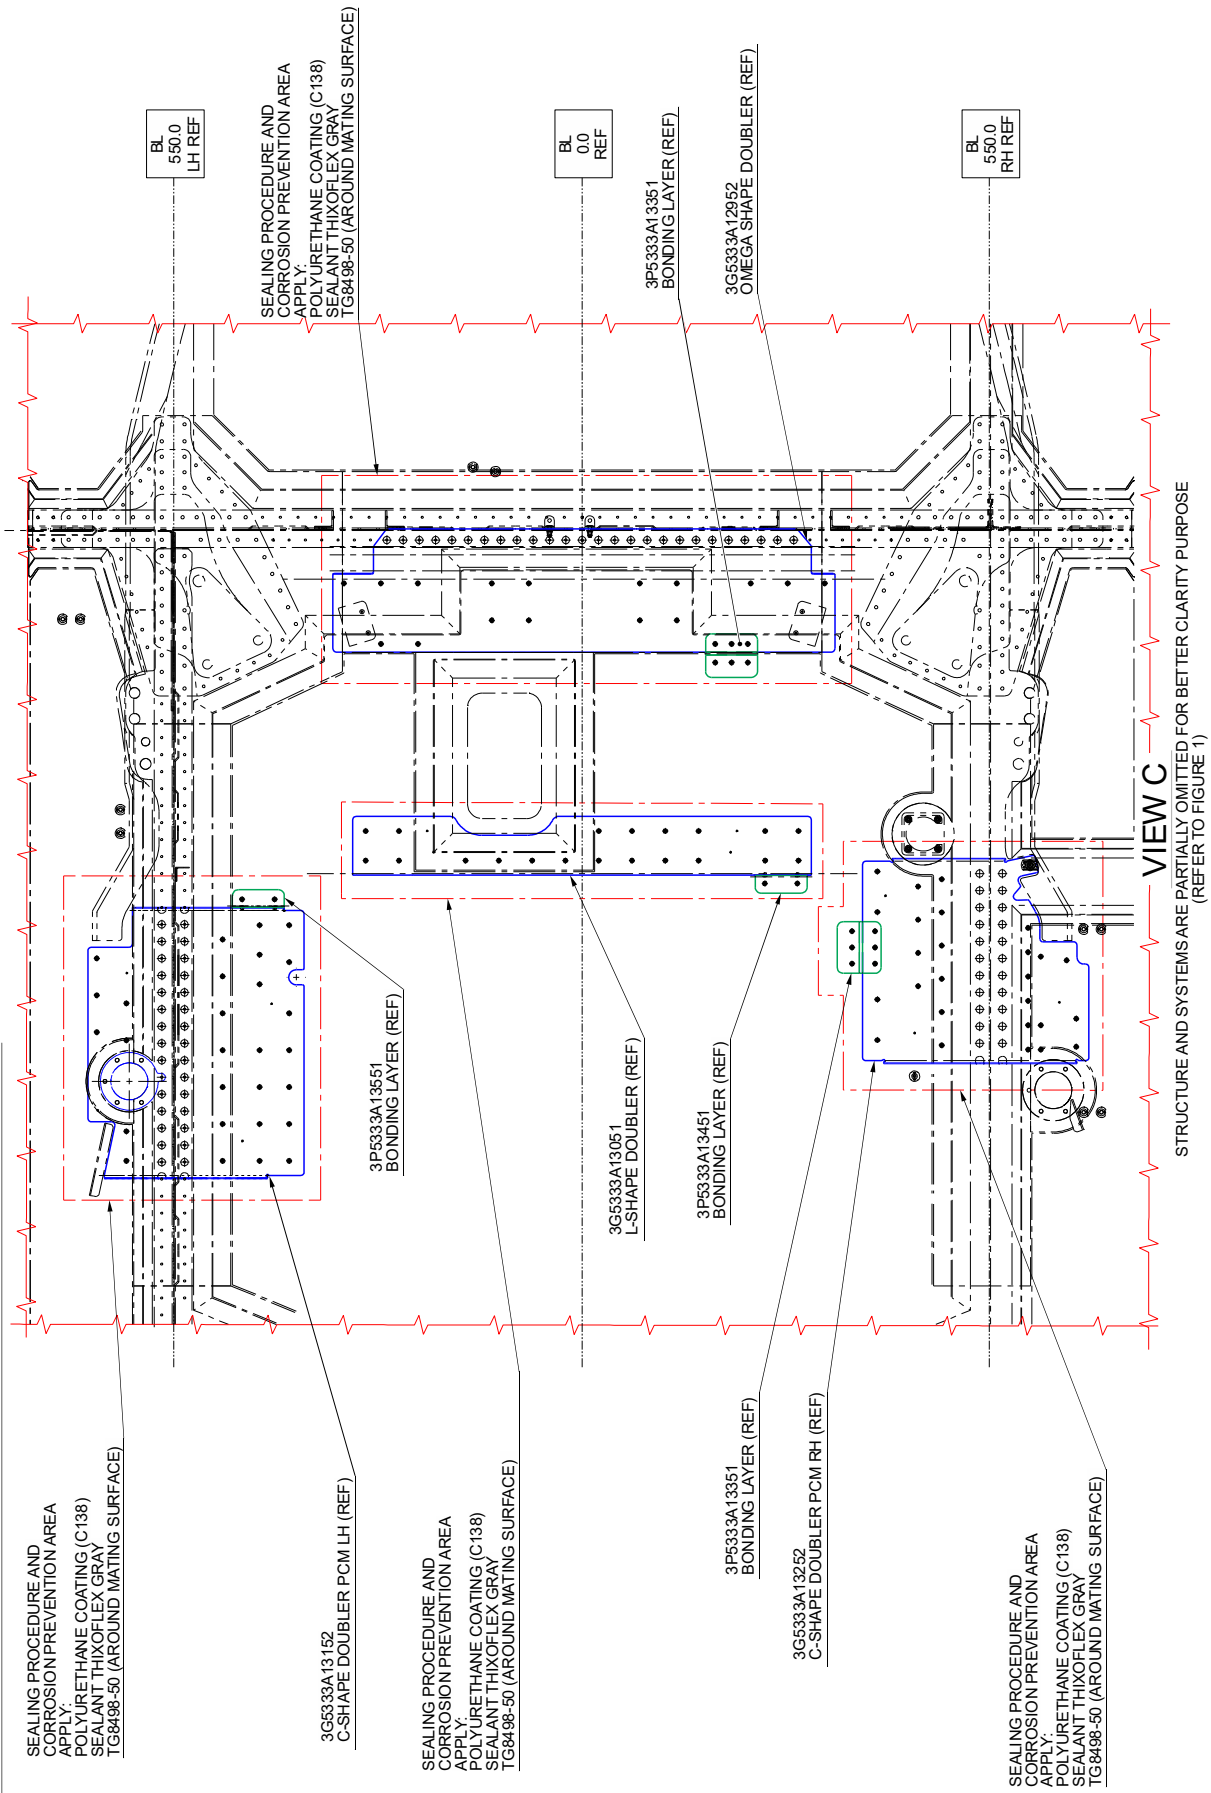 SEALING PROCEDURE AND
CORROSION PREVENTION AREA
APPLY:
POLYURETHANE COATING (C138)
SEALANT THIXOFLEX GRAY
TG8498-50 (AROUND MATING SURFACE)
3G5333A13152
C-SHAPE DOUBLER PCM LH (REF)
3P5333A13551
BONDING LAYER (REF)
BL
550.0
LH REF
SEALING PROCEDURE AND
CORROSION PREVENTION AREA
APPLY:
POLYURETHANE COATING (C138)
SEALANT THIXOFLEX GRAY
TG8498-50 (AROUND MATING SURFACE)
SEALING PROCEDURE AND
CORROSION PREVENTION AREA
APPLY:
POLYURETHANE COATING (C138)
SEALANT THIXOFLEX GRAY
TG8498-50 (AROUND MATING SURFACE)
3G5333A13051
L-SHAPE DOUBLER (REF)
BL
0.0
REF
3P5333A13451
BONDING LAYER (REF)
3P5333A13351
BONDING LAYER (REF)
3G5333A12952
OMEGA SHAPE DOUBLER (REF)
3P5333A13351
BONDING LAYER (REF)
3G5333A13252
C-SHAPE DOUBLER PCM RH (REF)
BL
550.0
RH REF
SEALING PROCEDURE AND
CORROSION PREVENTION AREA
APPLY:
POLYURETHANE COATING (C138)
SEALANT THIXOFLEX GRAY
TG8498-50 (AROUND MATING SURFACE)
VIEW C
STRUCTURE AND SYSTEMS ARE PARTIALLY OMITTED FOR BETTER CLARITY PURPOSE
(REFER TO FIGURE 1)